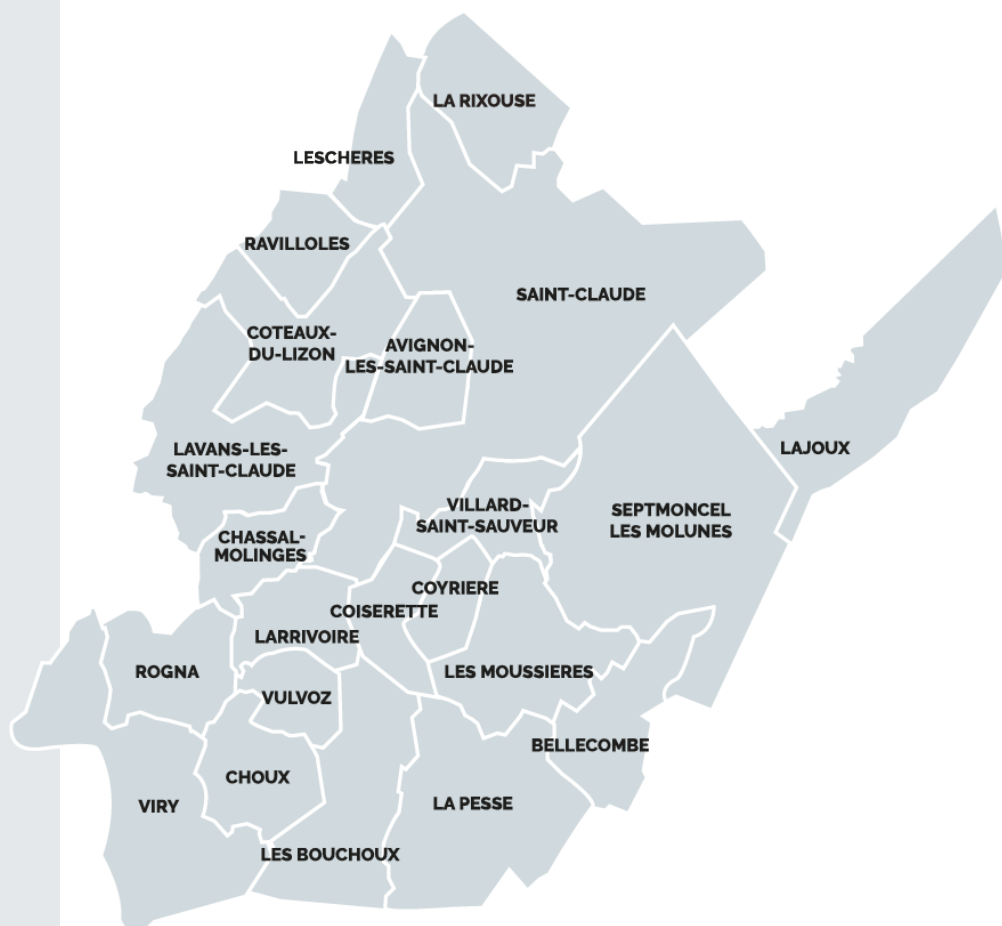 LA RIXOUSE
LESCHERES
RAVILLOLES
SAINT-CLAUDE
COTEAUX-
DU-LIZON
AVIGNON-
LES-SAINT-CLAUDE
LAJOUX
LAVANS-LES-
SAINT-CLAUDE
VILLARD-
SAINT-SAUVEUR
SEPTMONCEL
LES MOLUNES
CHASSAL-
MOLINGES
COYRIERE
COISERETTE
LARRIVOIRE
ROGNA
LES MOUSSIERES
VULVOZ
BELLECOMBE
CHOUX
VIRY
LA PESSE
LES BOUCHOUX